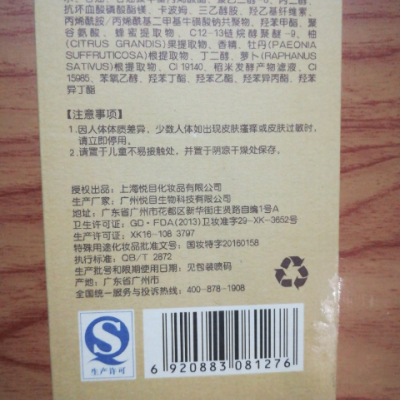 抗坏血酸磷酸酯镁、卡波姆、三乙醇胺、羟乙基纤维素、
丙烯酰胺/丙烯酰基二甲基牛磺酸钠共聚物、羟苯甲酯、聚
谷氨酸、蜂蜜提取物、C12-13链烷醇聚醚-9、柚
(CITRUS GRANDIS)果提取物、香精、牡丹(PAEONIA
SUFFRUTICOSA)根提取物、丁二醇、萝卜(RAPHANUS
SATIVUS)根提取物、CI 19140、稻米发酵产物滤液、CI
15985、苯氧乙醇、羟苯丁酯、羟苯乙酯、羟苯异丙酯、羟苯
异丁酯
【注意事项】
1.因人体体质差异，少数人体如出现皮肤瘙痒或皮肤过敏时，
请立即停用。
2.请置于儿童不易接触处，并置于阴凉干燥处保存。
授权出品：上海悦目化妆品有限公司
生产厂家：广州悦目生物科技有限公司
地址：广东省广州市花都区新华街庄贤路自编1号A
卫生许可证：GD·FDA(2013)卫妆准字29-XK-3652号
生产许可证：XK16-108 3797
特殊用途化妆品批准文号：国妆特字20160158
执行标准：QB/T 2872
生产批号和限期使用日期：见包装喷码
产地：广东省广州市
全国统一服务与投诉热线：400-878-1908
QS
生产许可
6 920883 081276